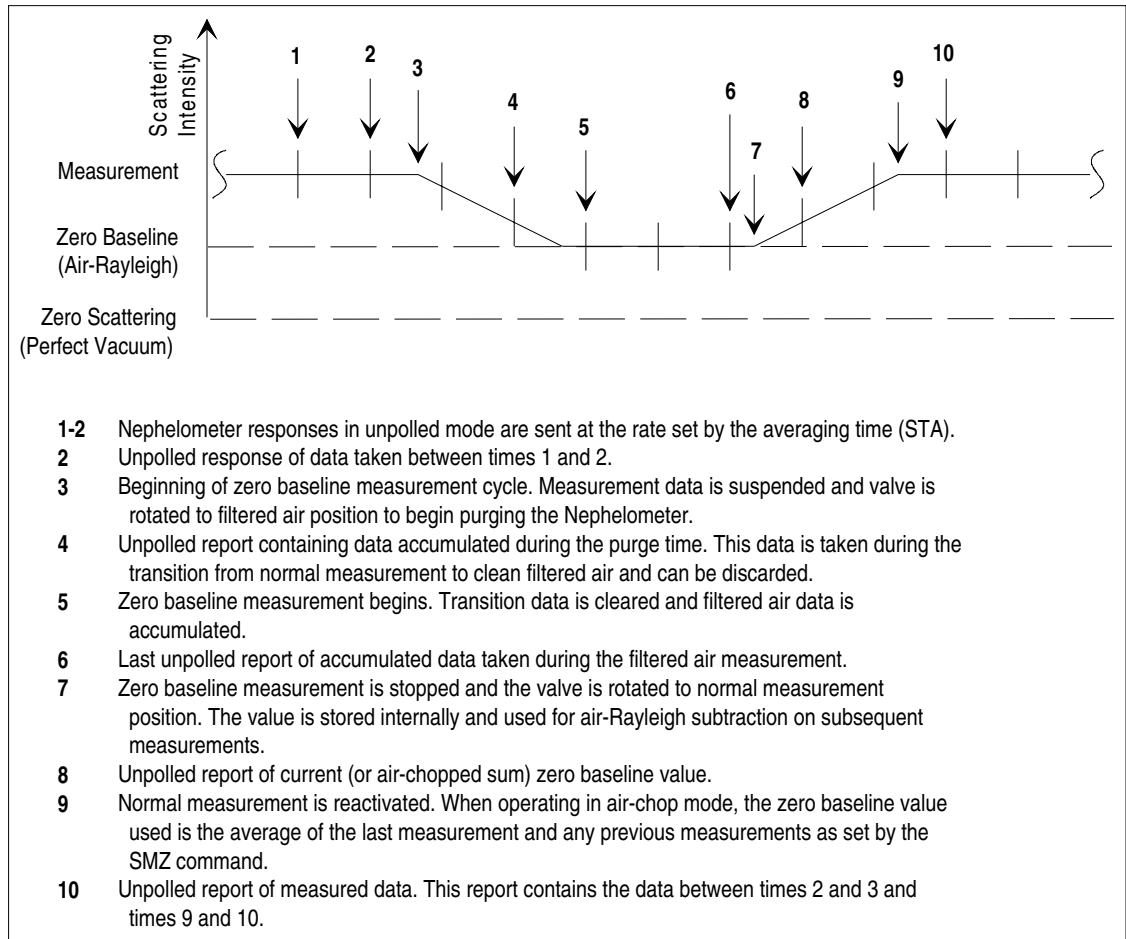 Scattering
Intensity
1
2
3
4
5
6
7
8
9
10
Measurement
Zero Baseline
(Air-Rayleigh)
Zero Scattering
(Perfect Vacuum)
1-2 Nephelometer responses in unpolled mode are sent at the rate set by the averaging time (STA).
2 Unpolled response of data taken between times 1 and 2.
3 Beginning of zero baseline measurement cycle. Measurement data is suspended and valve is
rotated to filtered air position to begin purging the Nephelometer.
4 Unpolled report containing data accumulated during the purge time. This data is taken during the
transition from normal measurement to clean filtered air and can be discarded.
5 Zero baseline measurement begins. Transition data is cleared and filtered air data is
accumulated.
6 Last unpolled report of accumulated data taken during the filtered air measurement.
7 Zero baseline measurement is stopped and the valve is rotated to normal measurement
position. The value is stored internally and used for air-Rayleigh subtraction on subsequent
measurements.
8 Unpolled report of current (or air-chopped sum) zero baseline value.
9 Normal measurement is reactivated. When operating in air-chop mode, the zero baseline value
used is the average of the last measurement and any previous measurements as set by the
SMZ command.
10 Unpolled report of measured data. This report contains the data between times 2 and 3 and
times 9 and 10.